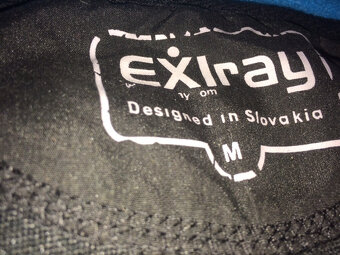 Exiray
Designed in Slovakia
M